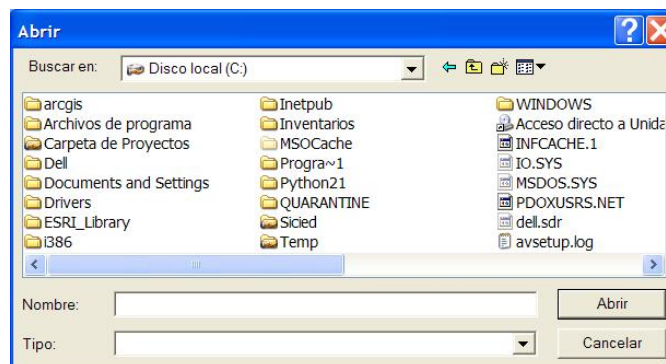 Abrir
Buscar en: Disco local (C:)
arcgis
Archivos de programa
Carpeta de Proyectos
Dell
Documents and Settings
Drivers
ESRI_Library
i386
Inetpub
Inventarios
MSOCache
Progra~1
Python21
QUARANTINE
Sicied
Temp
WINDOWS
Acceso directo a Unida
INFCACHE.1
IO.SYS
MSDOS.SYS
PDOXUSRS.NET
dell.sdr
avsetup.log
Nombre: Abrir
Tipo: Cancelar